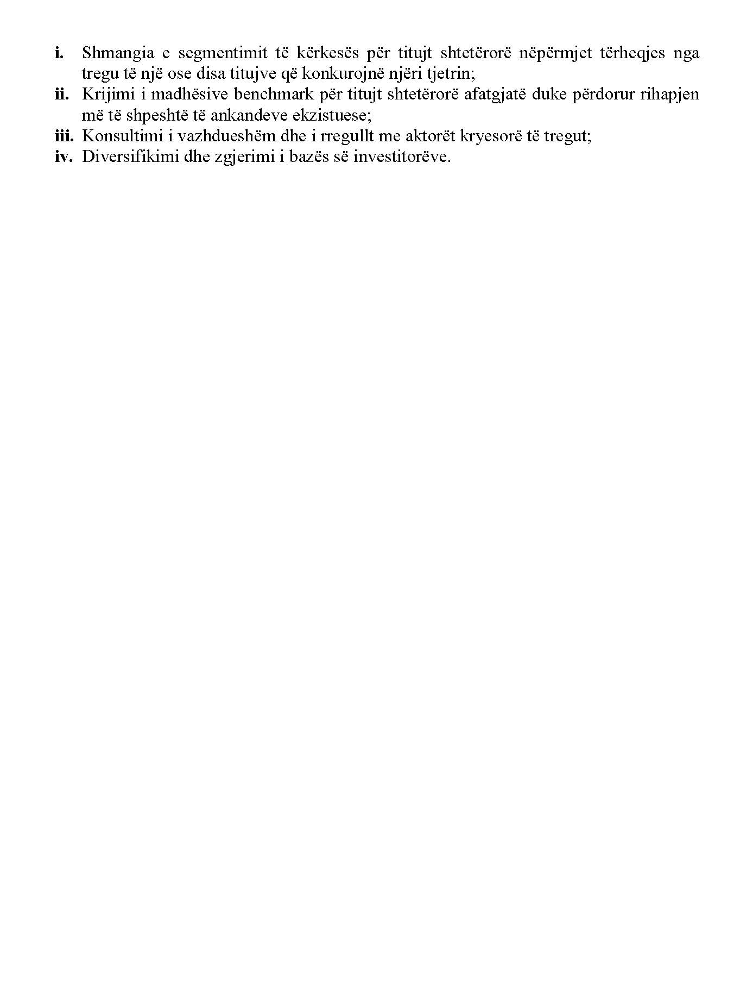 i. Shmangia e segmentimit të kërkesës për titujt shtetërorë nëpërmjet tërheqjes nga
tregu të një ose disa titujve që konkurojnë njëri tjetrin;
ii. Krijimi i madhësive benchmark për titujt shtetërorë afatgjatë duke përdorur rihapjen
më të shpeshtë të ankandeve ekzistuese;
iii. Konsultimi i vazhdueshëm dhe i rregullt me aktorët kryesorë të tregut;
iv. Diversifikimi dhe zgjerimi i bazës së investitorëve.